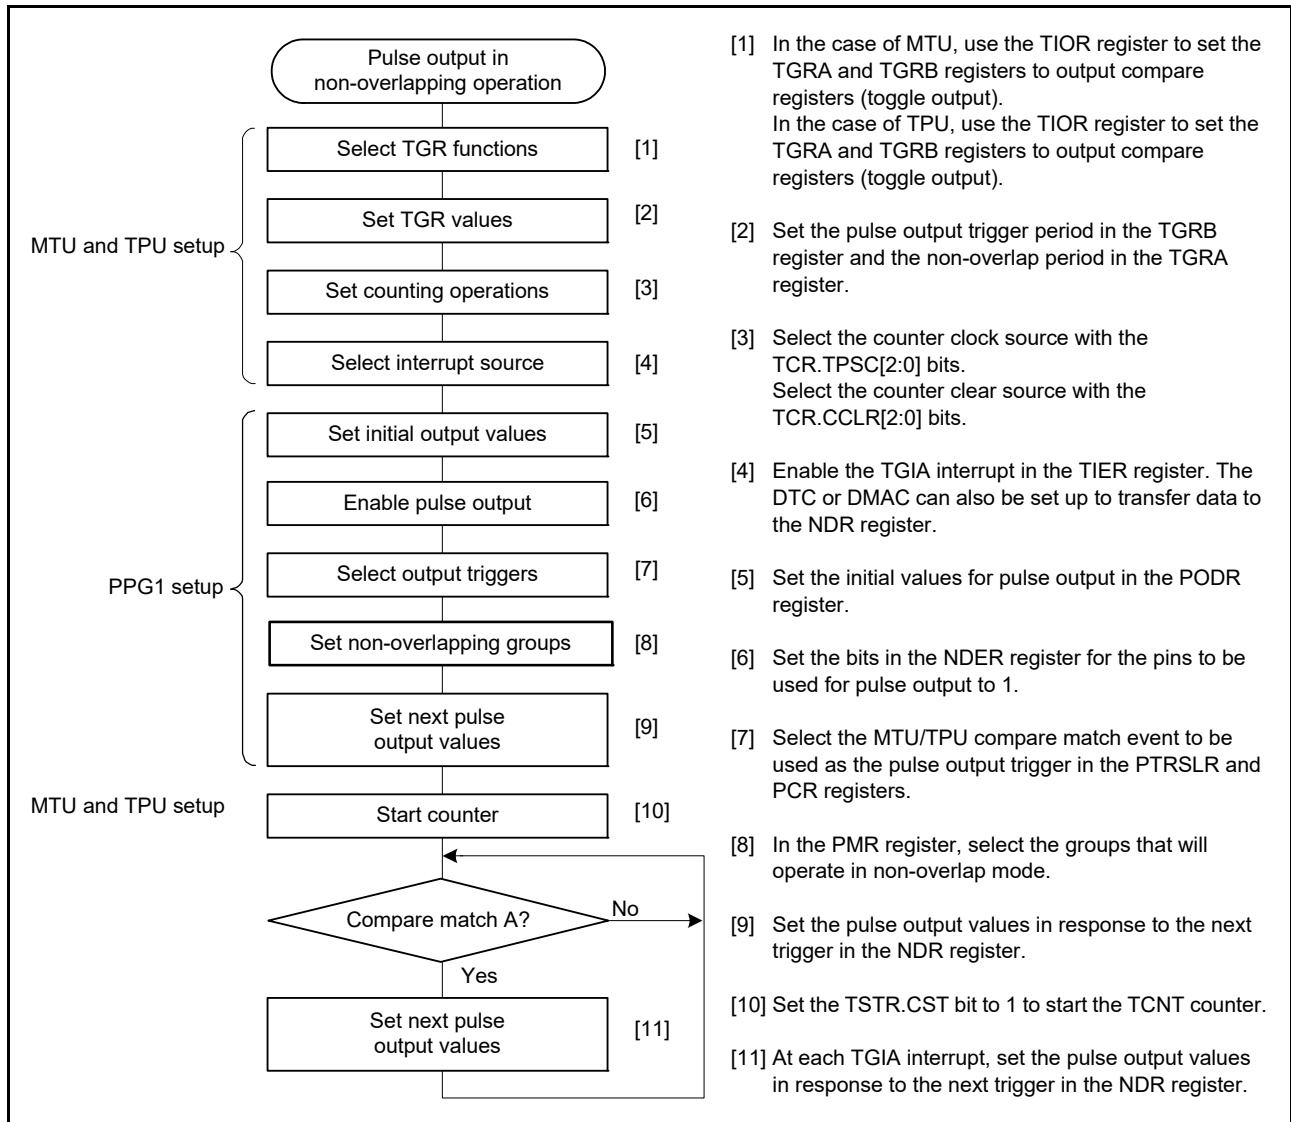 Pulse output in
non-overlapping operation
MTU and TPU setup
Select TGR functions [1]
Set TGR values [2]
Set counting operations [3]
Select interrupt source [4]
PPG1 setup
Set initial output values [5]
Enable pulse output [6]
Select output triggers [7]
Set non-overlapping groups [8]
Set next pulse
output values [9]
MTU and TPU setup
Start counter [10]
Compare match A?
No
Yes
Set next pulse
output values [11]
[1] In the case of MTU, use the TIOR register to set the
TGRA and TGRB registers to output compare
registers (toggle output).
In the case of TPU, use the TIOR register to set the
TGRA and TGRB registers to output compare
registers (toggle output).
[2] Set the pulse output trigger period in the TGRB
register and the non-overlap period in the TGRA
register.
[3] Select the counter clock source with the
TCR.TPSC[2:0] bits.
Select the counter clear source with the
TCR.CCLR[2:0] bits.
[4] Enable the TGIA interrupt in the TIER register. The
DTC or DMAC can also be set up to transfer data to
the NDR register.
[5] Set the initial values for pulse output in the PODR
register.
[6] Set the bits in the NDER register for the pins to be
used for pulse output to 1.
[7] Select the MTU/TPU compare match event to be
used as the pulse output trigger in the PTRSLR and
PCR registers.
[8] In the PMR register, select the groups that will
operate in non-overlap mode.
[9] Set the pulse output values in response to the next
trigger in the NDR register.
[10] Set the TSTR.CST bit to 1 to start the TCNT counter.
[11] At each TGIA interrupt, set the pulse output values
in response to the next trigger in the NDR register.